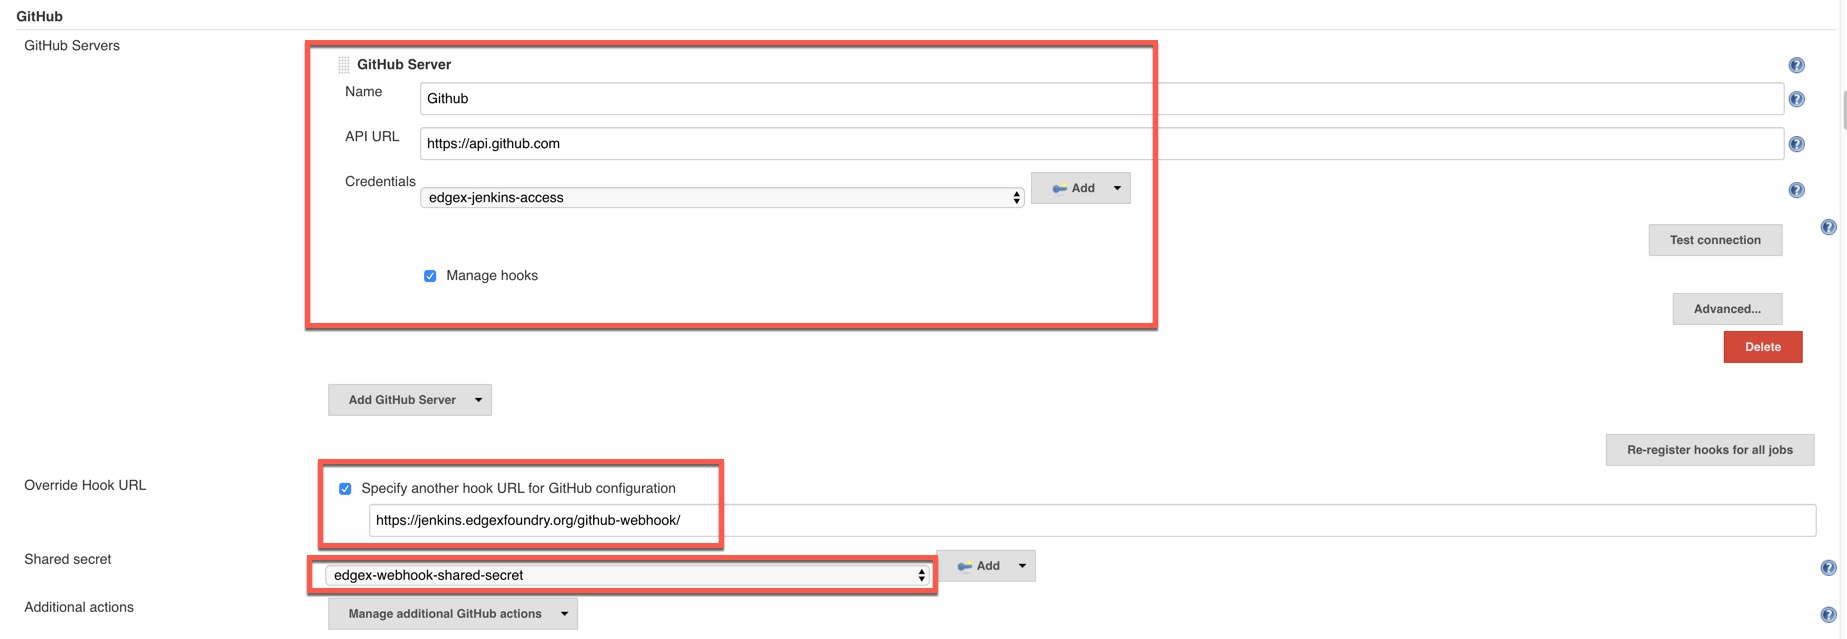 GitHub
GitHub Servers
GitHub Server
Name
Github
API URL
https://api.github.com
Credentials
edgex-jenkins-access
Add
Test connection
Manage hooks
Advanced...
Delete
Add GitHub Server
Re-register hooks for all jobs
Override Hook URL
Specify another hook URL for GitHub configuration
https://jenkins.edgexfoundry.org/github-webhook/
Shared secret
edgex-webhook-shared-secret
Add
Additional actions
Manage additional GitHub actions